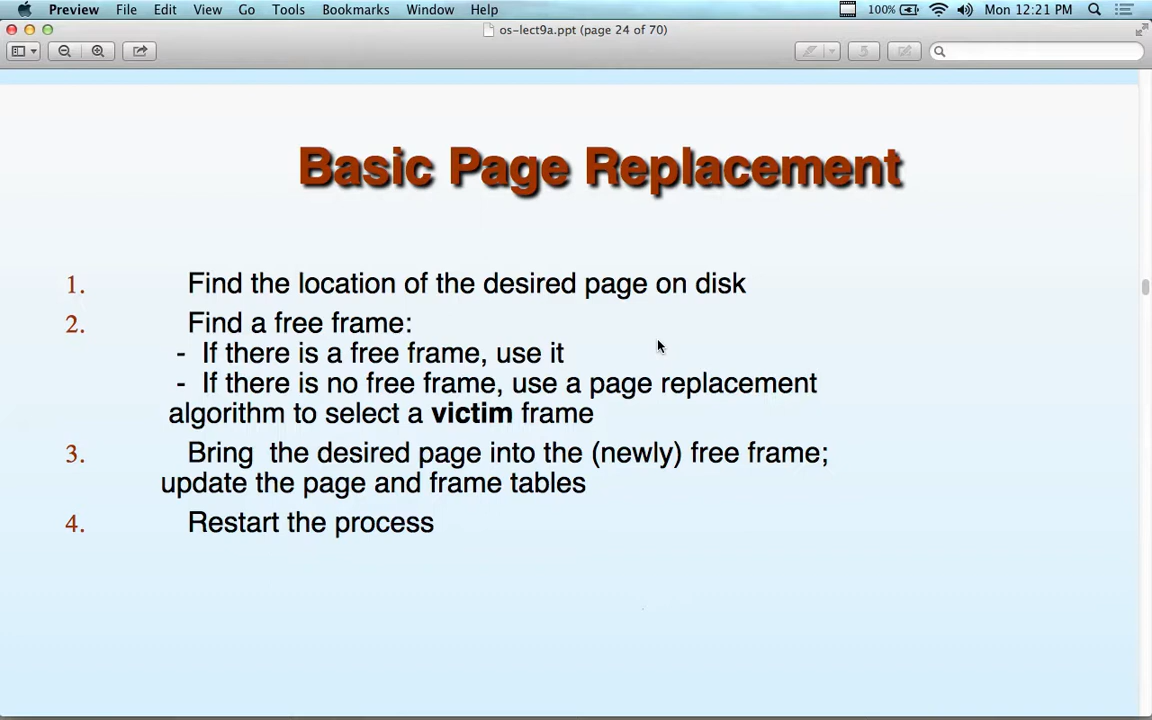 Preview File Edit View Go Tools Bookmarks Window Help 100% Mon 12:21 PM
os-lect9a.ppt (page 24 of 70)
Basic Page Replacement
1. Find the location of the desired page on disk
2. Find a free frame:
- If there is a free frame, use it
- If there is no free frame, use a page replacement
algorithm to select a victim frame
3. Bring the desired page into the (newly) free frame;
update the page and frame tables
4. Restart the process